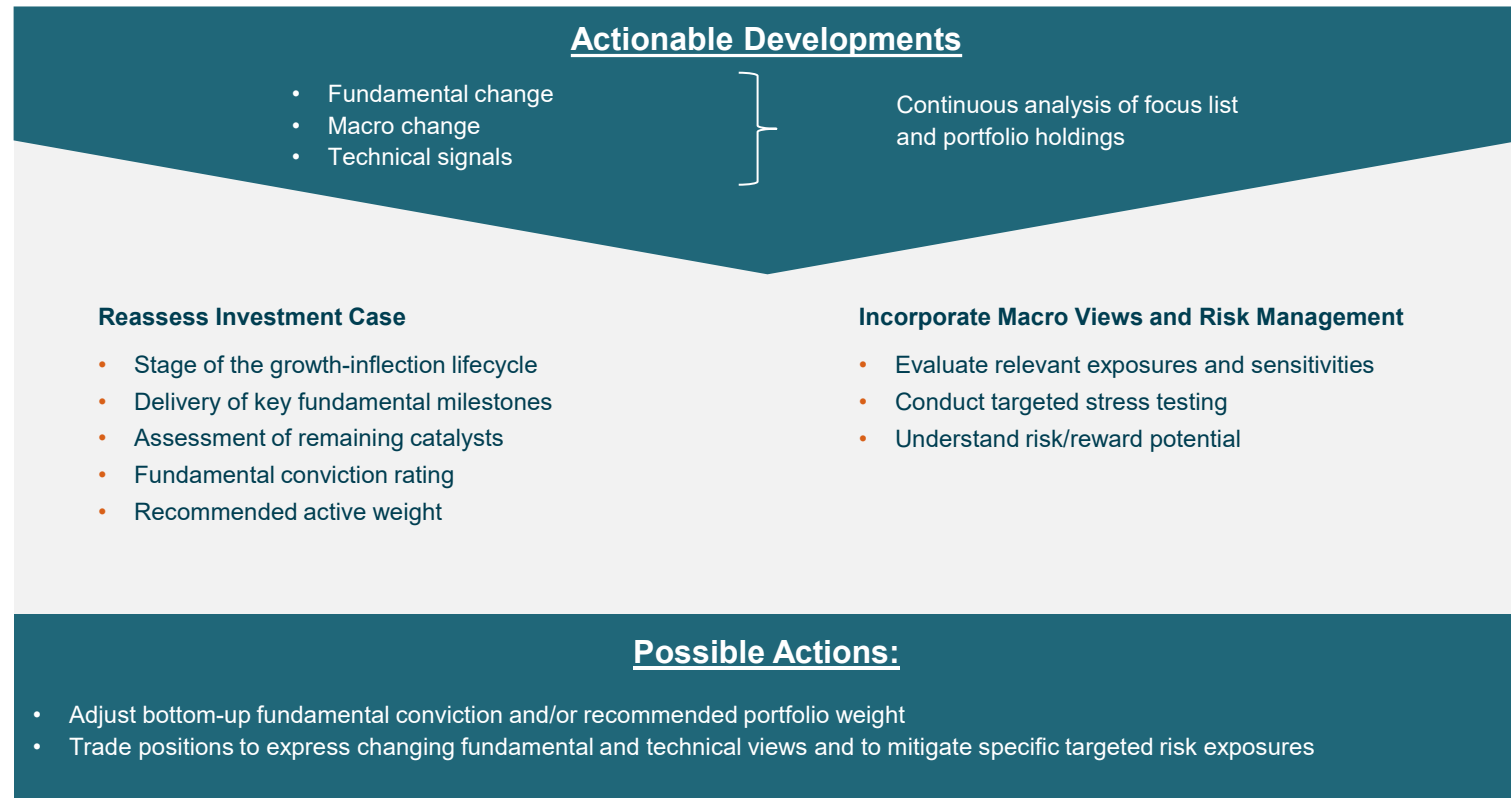 Actionable Developments
• Fundamental change
• Macro change
• Technical signals
Continuous analysis of focus list
and portfolio holdings
Reassess Investment Case
• Stage of the growth-inflection lifecycle
• Delivery of key fundamental milestones
• Assessment of remaining catalysts
• Fundamental conviction rating
• Recommended active weight
Incorporate Macro Views and Risk Management
• Evaluate relevant exposures and sensitivities
• Conduct targeted stress testing
• Understand risk/reward potential
Possible Actions:
• Adjust bottom-up fundamental conviction and/or recommended portfolio weight
• Trade positions to express changing fundamental and technical views and to mitigate specific targeted risk exposures